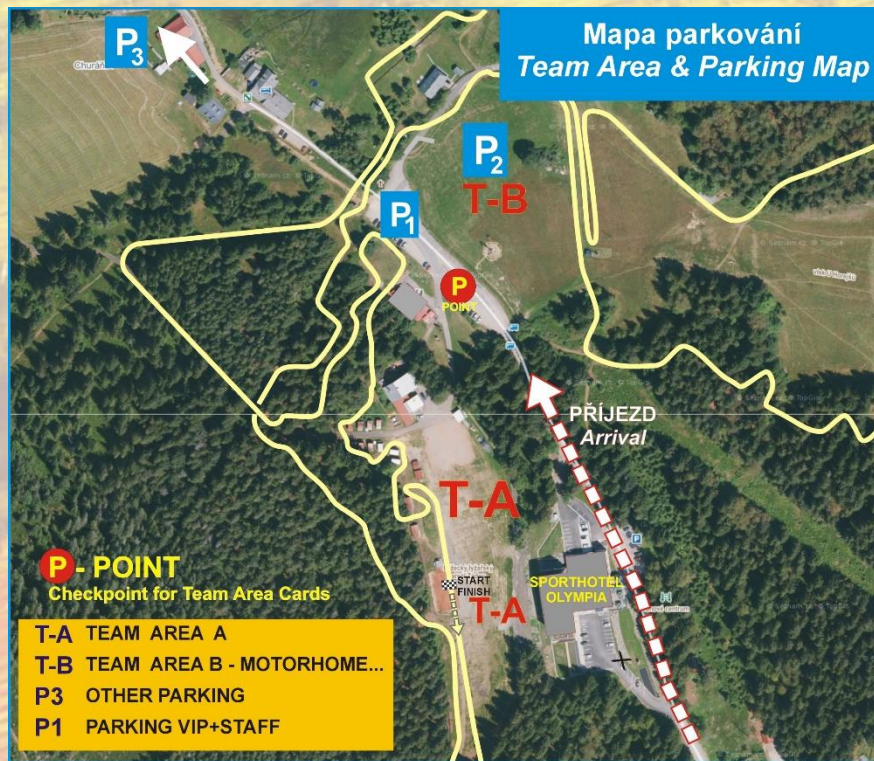 Mapa parkování
Team Area & Parking Map
P3
Churáň
P2
T-B
P1
P
POINT
PŘÍJEZD
Arrival
T-A
START
FINISH
T-A
SPORTHOTEL
OLYMPIA
P
P - POINT
Checkpoint for Team Area Cards
T-A TEAM AREA A
T-B TEAM AREA B - MOTORHOME...
P3 OTHER PARKING
P1 PARKING VIP+STAFF